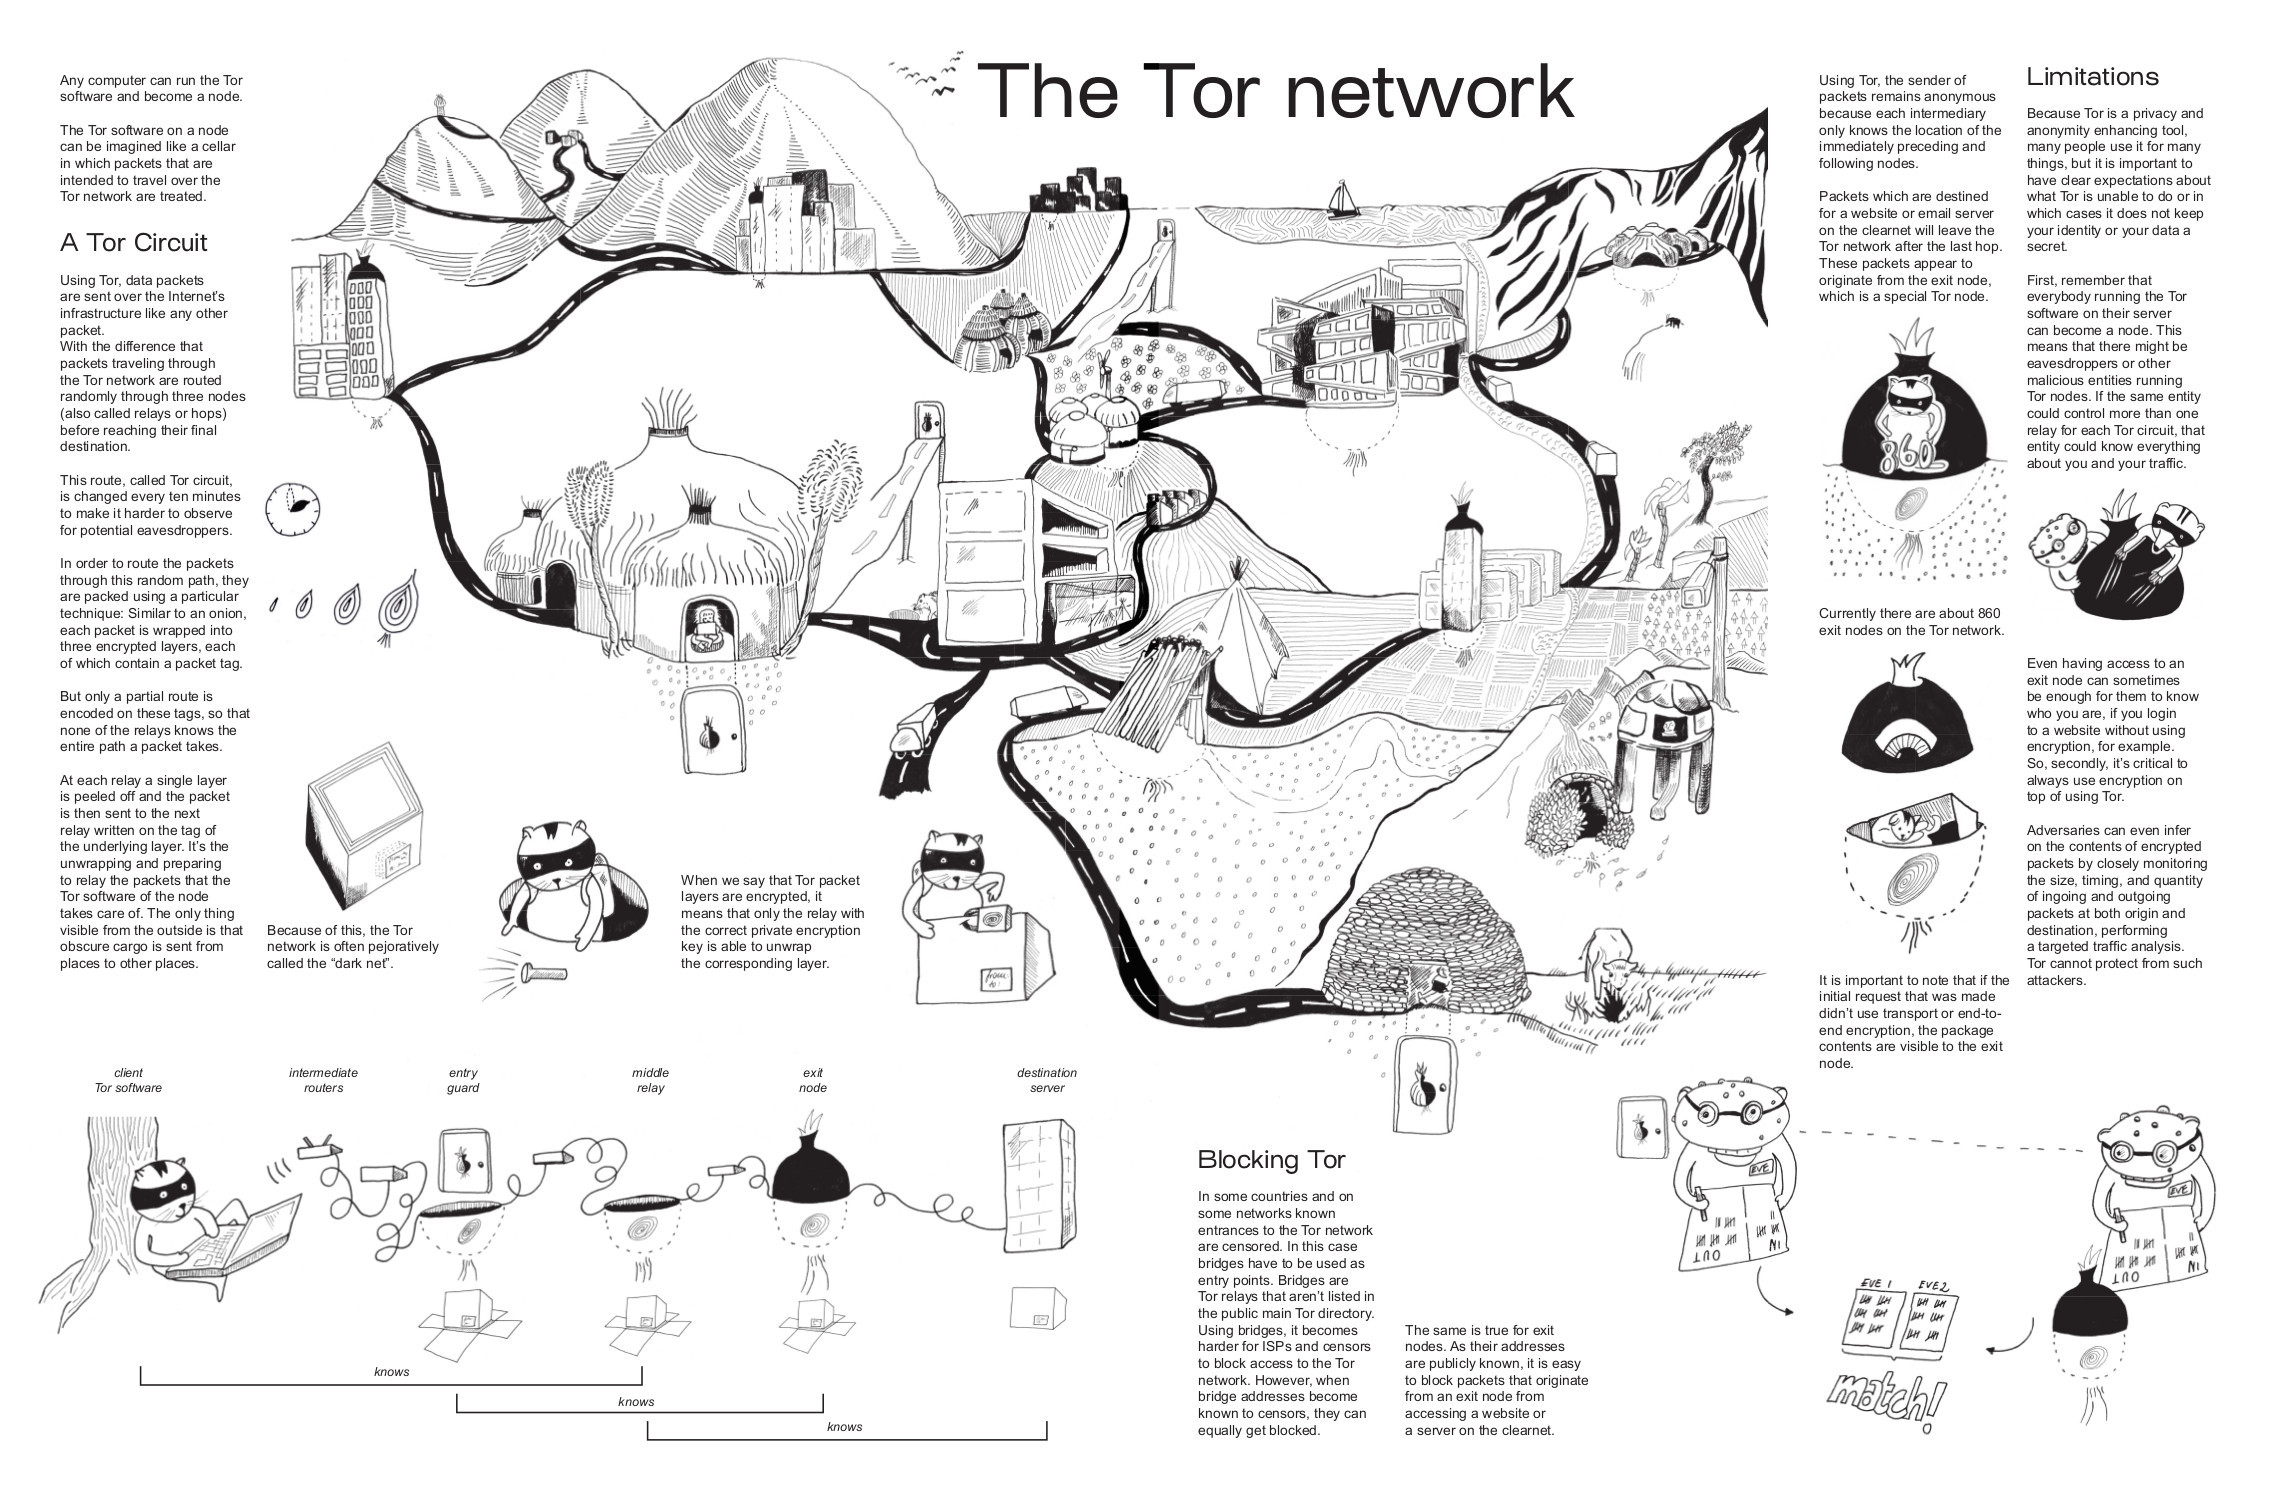 The Tor network
Any computer can run the Tor
software and become a node.
The Tor software on a node
can be imagined like a cellar
in which packets that are
intended to travel over the
Tor network are treated.
A Tor Circuit
Using Tor, data packets
are sent over the Internet’s
infrastructure like any other
packet.
With the difference that
packets traveling through
the Tor network are routed
randomly through three nodes
(also called relays or hops)
before reaching their final
destination.
This route, called Tor circuit,
is changed every ten minutes
to make it harder to observe
for potential eavesdroppers.
In order to route the packets
through this random path, they
are packed using a particular
technique: Similar to an onion,
each packet is wrapped into
three encrypted layers, each
of which contain a packet tag.
But only a partial route is
encoded on these tags, so that
none of the relays knows the
entire path a packet takes.
At each relay a single layer
is peeled off and the packet
is then sent to the next
relay written on the tag of
the underlying layer. It’s the
unwrapping and preparing
to relay the packets that the
Tor software of the node
takes care of. The only thing
visible from the outside is that
obscure cargo is sent from
places to other places.
Because of this, the Tor
network is often pejoratively
called the “dark net”.
When we say that Tor packet
layers are encrypted, it
means that only the relay with
the correct private encryption
key is able to unwrap
the corresponding layer.
from:
to:
client
Tor software
intermediate
routers
entry
guard
middle
relay
exit
node
destination
server
knows
knows
knows
Blocking Tor
In some countries and on
some networks known
entrances to the Tor network
are censored. In this case
bridges have to be used as
entry points. Bridges are
Tor relays that aren’t listed in
the public main Tor directory.
Using bridges, it becomes
harder for ISPs and censors
to block access to the Tor
network. However, when
bridge addresses become
known to censors, they can
equally get blocked.
The same is true for exit
nodes. As their addresses
are publicly known, it is easy
to block packets that originate
from an exit node from
accessing a website or
a server on the clearnet.
Using Tor, the sender of
packets remains anonymous
because each intermediary
only knows the location of the
immediately preceding and
following nodes.
Packets which are destined
for a website or email server
on the clearnet will leave the
Tor network after the last hop.
These packets appear to
originate from the exit node,
which is a special Tor node.
860
Currently there are about 860
exit nodes on the Tor network.
It is important to note that if the
initial request that was made
didn’t use transport or end-to-
end encryption, the package
contents are visible to the exit
node.
Limitations
Because Tor is a privacy and
anonymity enhancing tool,
many people use it for many
things, but it is important to
have clear expectations about
what Tor is unable to do or in
which cases it does not keep
your identity or your data a
secret.
First, remember that
everybody running the Tor
software on their server
can become a node. This
means that there might be
eavesdroppers or other
malicious entities running
Tor nodes. If the same entity
could control more than one
relay for each Tor circuit, that
entity could know everything
about you and your traffic.
Even having access to an
exit node can sometimes
be enough for them to know
who you are, if you login
to a website without using
encryption, for example.
So, secondly, it’s critical to
always use encryption on
top of using Tor.
Adversaries can even infer
on the contents of encrypted
packets by closely monitoring
the size, timing, and quantity
of ingoing and outgoing
packets at both origin and
destination, performing
a targeted traffic analysis.
Tor cannot protect from such
attackers.
EVE
OUT
IN
EVE
OUT
IN
EVE 1
EVE 2
match!